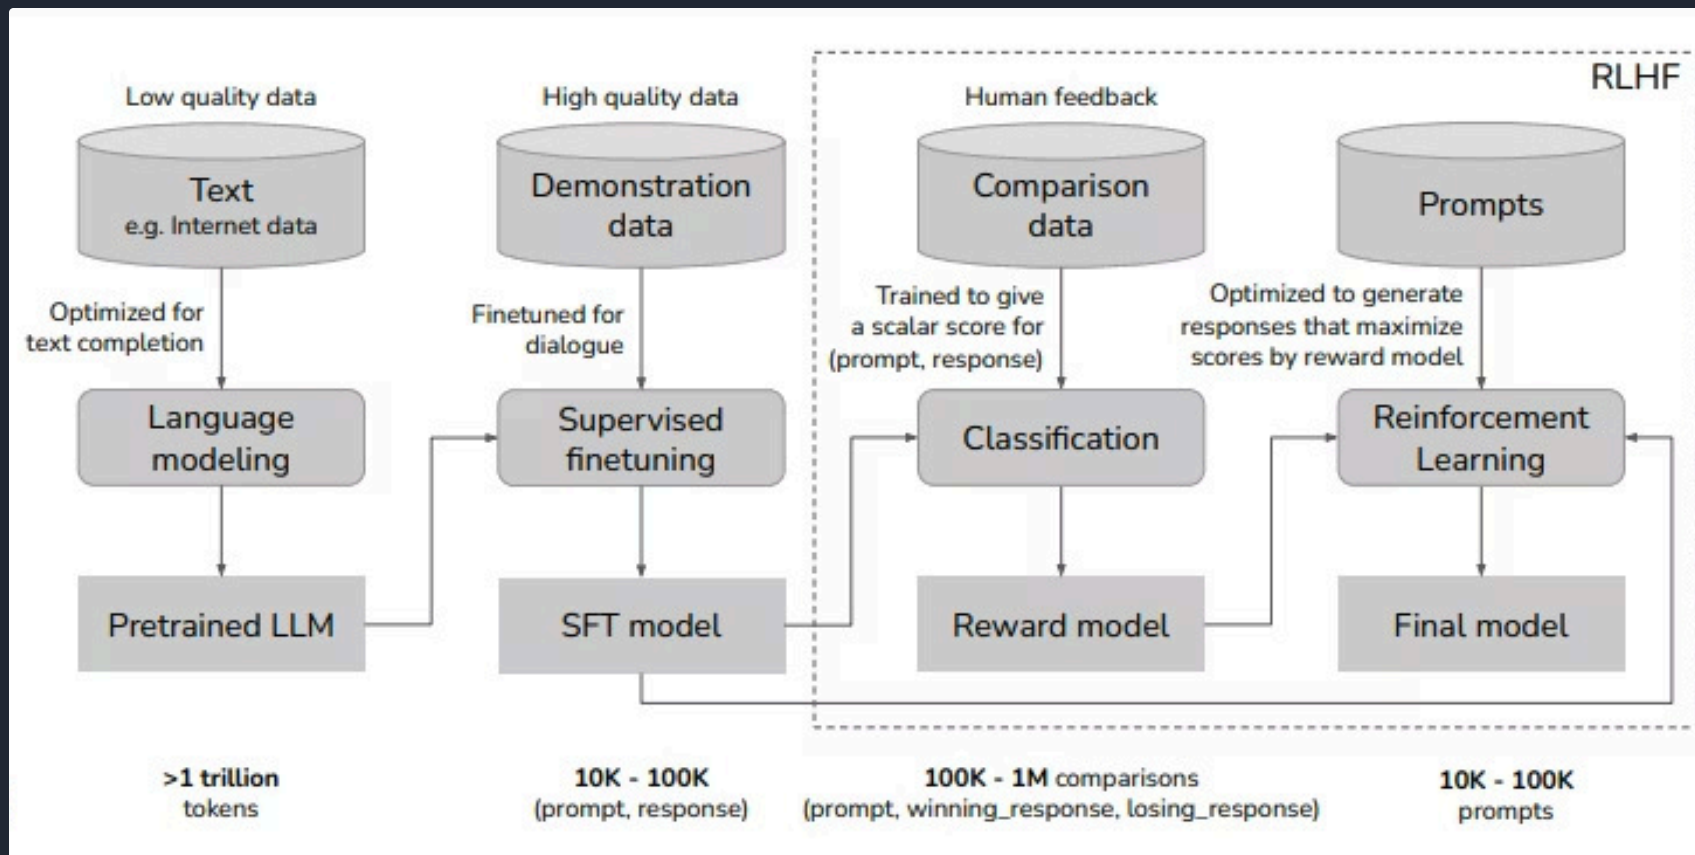 RLHF
Low quality data
High quality data
Human feedback
Text
e.g. Internet data
Demonstration
data
Comparison
data
Prompts
Optimized for
text completion
Finetuned for
dialogue
Trained to give
a scalar score for
(prompt, response)
Optimized to generate
responses that maximize
scores by reward model
Language
modeling
Supervised
finetuning
Classification
Reinforcement
Learning
Pretrained LLM
SFT model
Reward model
Final model
>1 trillion
tokens
10K - 100K
(prompt, response)
100K - 1M comparisons
(prompt, winning_response, losing_response)
10K - 100K
prompts